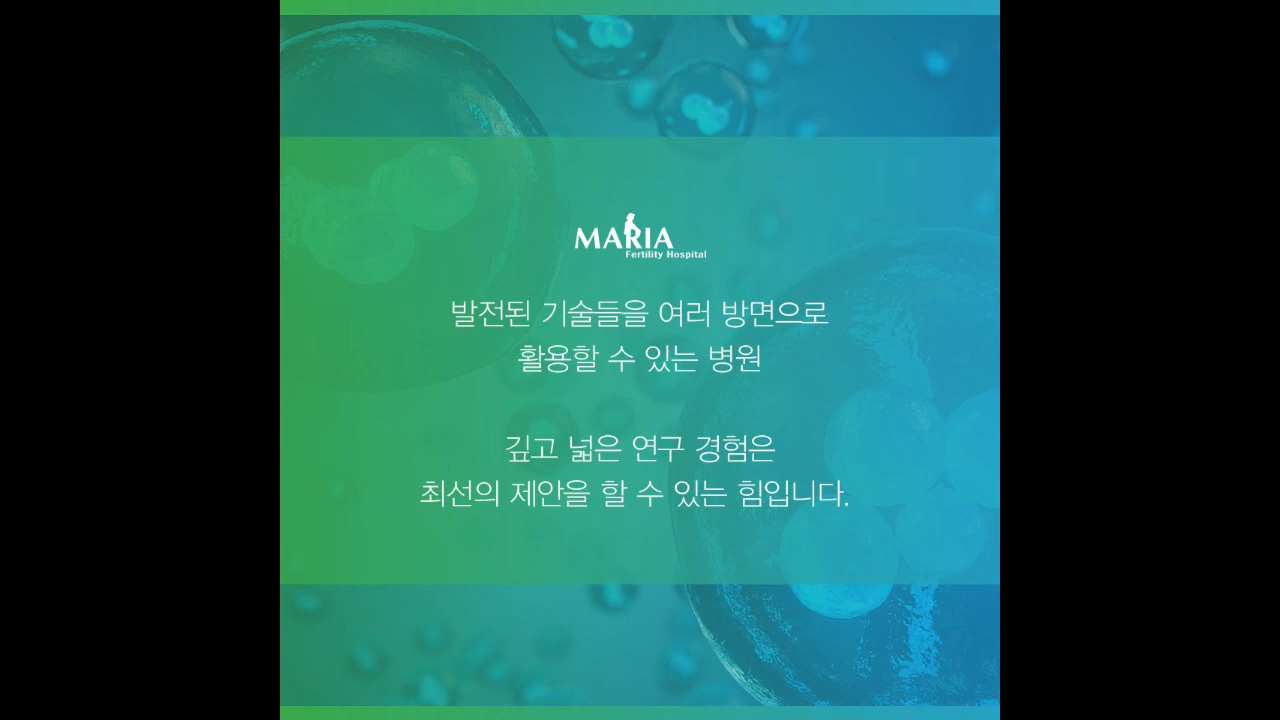 MARIA
Fertility Hospital
발전된 기술들을 여러 방면으로
활용할 수 있는 병원
깊고 넓은 연구 경험은
최선의 제안을 할 수 있는 힘입니다.